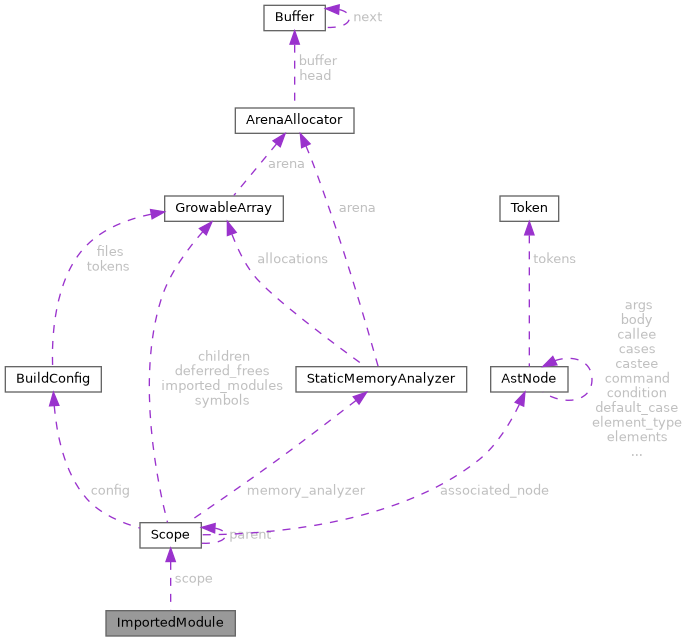 Buffer
next
buffer
head
ArenaAllocator
arena
GrowableArray
arena
Token
files
tokens
allocations
tokens
args
body
callee
cases
castee
command
condition
default_case
element_type
elements
...
children
deferred_frees
imported_modules
symbols
BuildConfig
StaticMemoryAnalyzer
AstNode
config
memory_analyzer
associated_node
Scope
parent
scope
ImportedModule